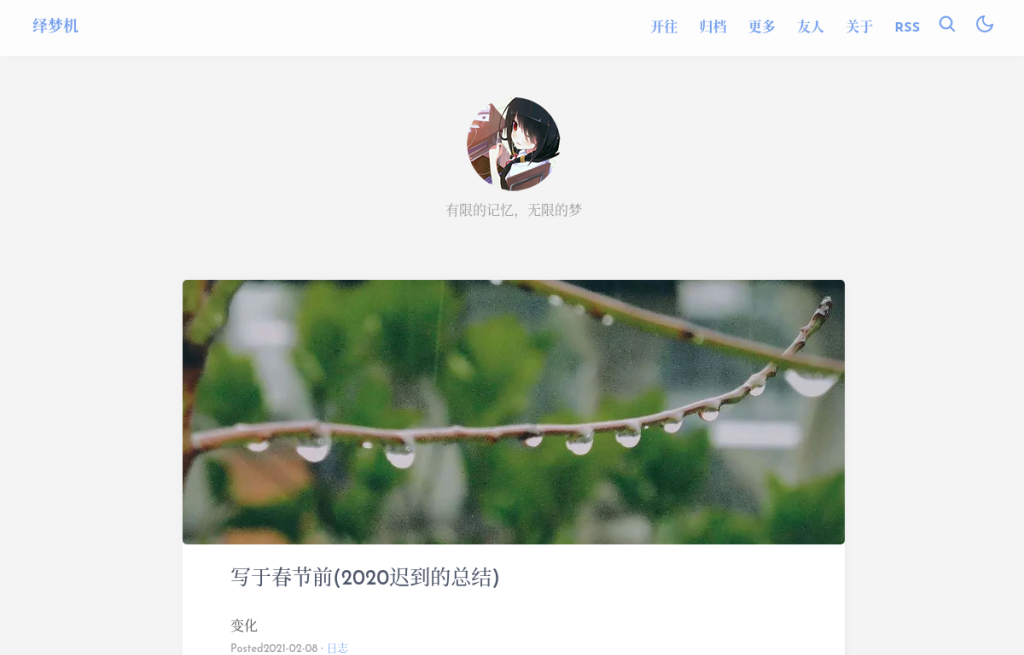 绎梦机
开往 归档 更多 友人 关于 RSS
有限的记忆，无限的梦
写于春节前(2020迟到的总结)
变化
Posted2021-02-08 · 日志